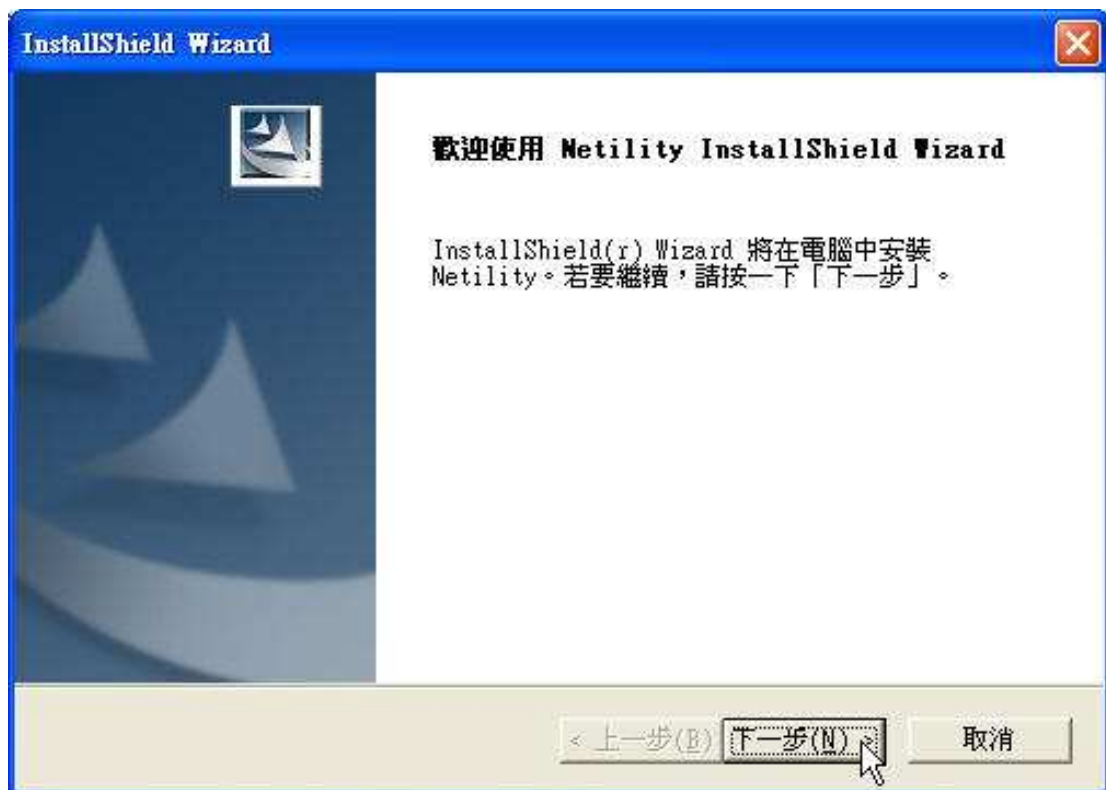 InstallShield Wizard
歡迎使用 Netility InstallShield Wizard
InstallShield(r) Wizard 將在電腦中安裝
Netility。若要繼續，請按一下「下一步」。
< 上一步(B) 下一步(N) > 取消